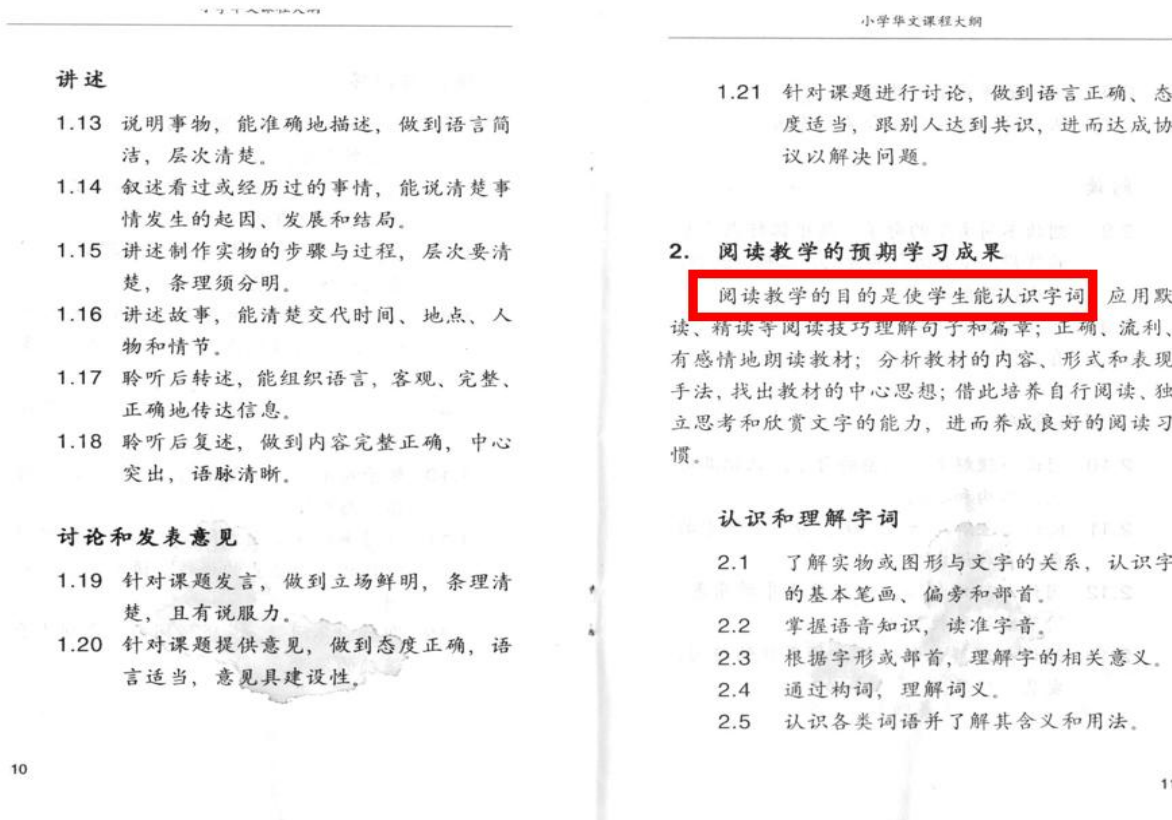 小学华文课程大纲
讲述
1.13 说明事物，能准确地描述，做到语言简
洁，层次清楚。
1.14 叙述看过或经历过的事情，能说清楚事
情发生的起因、发展和结局。
1.15 讲述制作实物的步骤与过程，层次要清
楚，条理须分明。
1.16 讲述故事，能清楚交代时间、地点、人
物和情节。
1.17 聆听后转述，能组织语言，客观、完整、
正确地传达信息。
1.18 聆听后复述，做到内容完整正确，中心
突出，语脉清晰。
讨论和发表意见
1.19 针对课题发言，做到立场鲜明，条理清
楚，且有说服力。
1.20 针对课题提供意见，做到态度正确，语
言适当，意见具建设性。
10
小学华文课程大纲
1.21 针对课题进行讨论，做到语言正确、态
度适当，跟别人达到共识，进而达成协
议以解决问题。
2. 阅读教学的预期学习成果
阅读教学的目的是使学生能认识字词 应用默
读、精读等阅读技巧理解句子和篇章；正确、流利、
有感情地朗读教材；分析教材的内容、形式和表现
手法，找出教材的中心思想；借此培养自行阅读、独
立思考和欣赏文字的能力，进而养成良好的阅读习
惯。
认识和理解字词
2.1 了解实物或图形与文字的关系，认识字
的基本笔画、偏旁和部首。
2.2 掌握语音知识，读准字音。
2.3 根据字形或部首，理解字的相关意义。
2.4 通过构词，理解词义。
2.5 认识各类词语并了解其含义和用法。
11